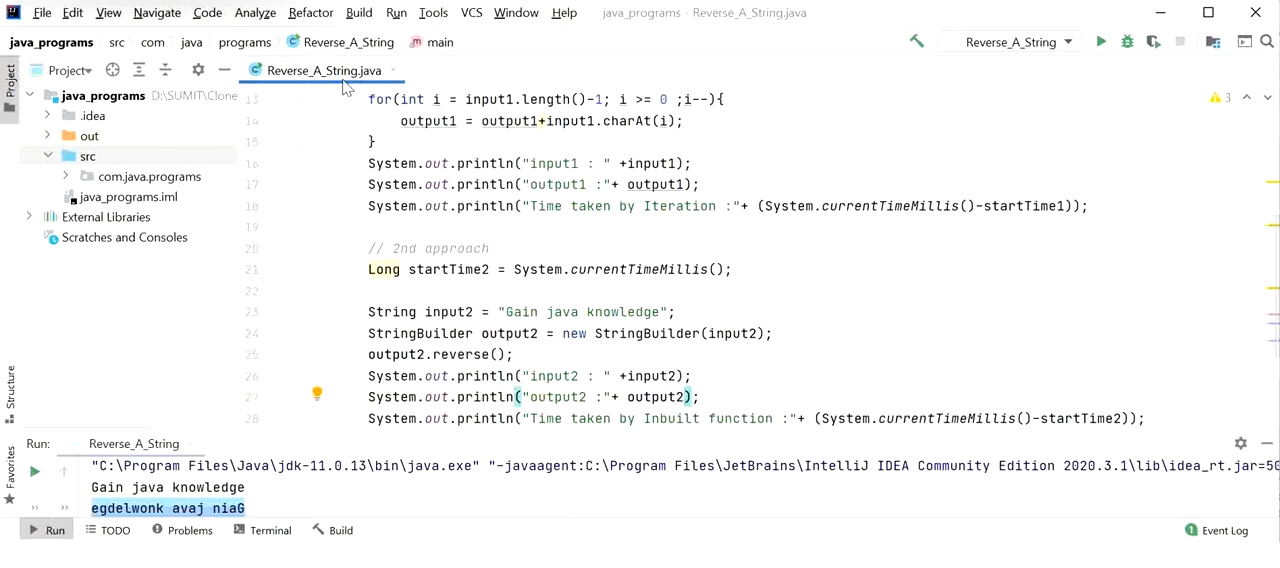 File Edit View Navigate Code Analyze Refactor Build Run Tools VCS Window Help java_programs - Reverse_A_String.java
java_programs src com java programs Reverse_A_String main Reverse_A_String
Project Project Reverse_A_String.java
java_programs D:\SUMIT\Clone
.idea
out
src
com.java.programs
java_programs.iml
External Libraries
Scratches and Consoles
13 for(int i = input1.length()-1; i >= 0 ;i--){ 3
14 output1 = output1+input1.charAt(i);
15 }
16 System.out.println("input1 : " +input1);
17 System.out.println("output1 :"+ output1);
18 System.out.println("Time taken by Iteration :"+ (System.currentTimeMillis()-startTime1));
19
20 // 2nd approach
21 Long startTime2 = System.currentTimeMillis();
22
23 String input2 = "Gain java knowledge";
24 StringBuilder output2 = new StringBuilder(input2);
25 output2.reverse();
26 System.out.println("input2 : " +input2);
27 System.out.println("output2 :"+ output2);
28 System.out.println("Time taken by Inbuilt function :"+ (System.currentTimeMillis()-startTime2));
Structure
Favorites
Run: Reverse_A_String
"C:\Program Files\Java\jdk-11.0.13\bin\java.exe" "-javaagent:C:\Program Files\JetBrains\IntelliJ IDEA Community Edition 2020.3.1\lib\idea_rt.jar=50
Gain java knowledge
egdelwonk avaj niaG
Run TODO Problems Terminal Build 1 Event Log